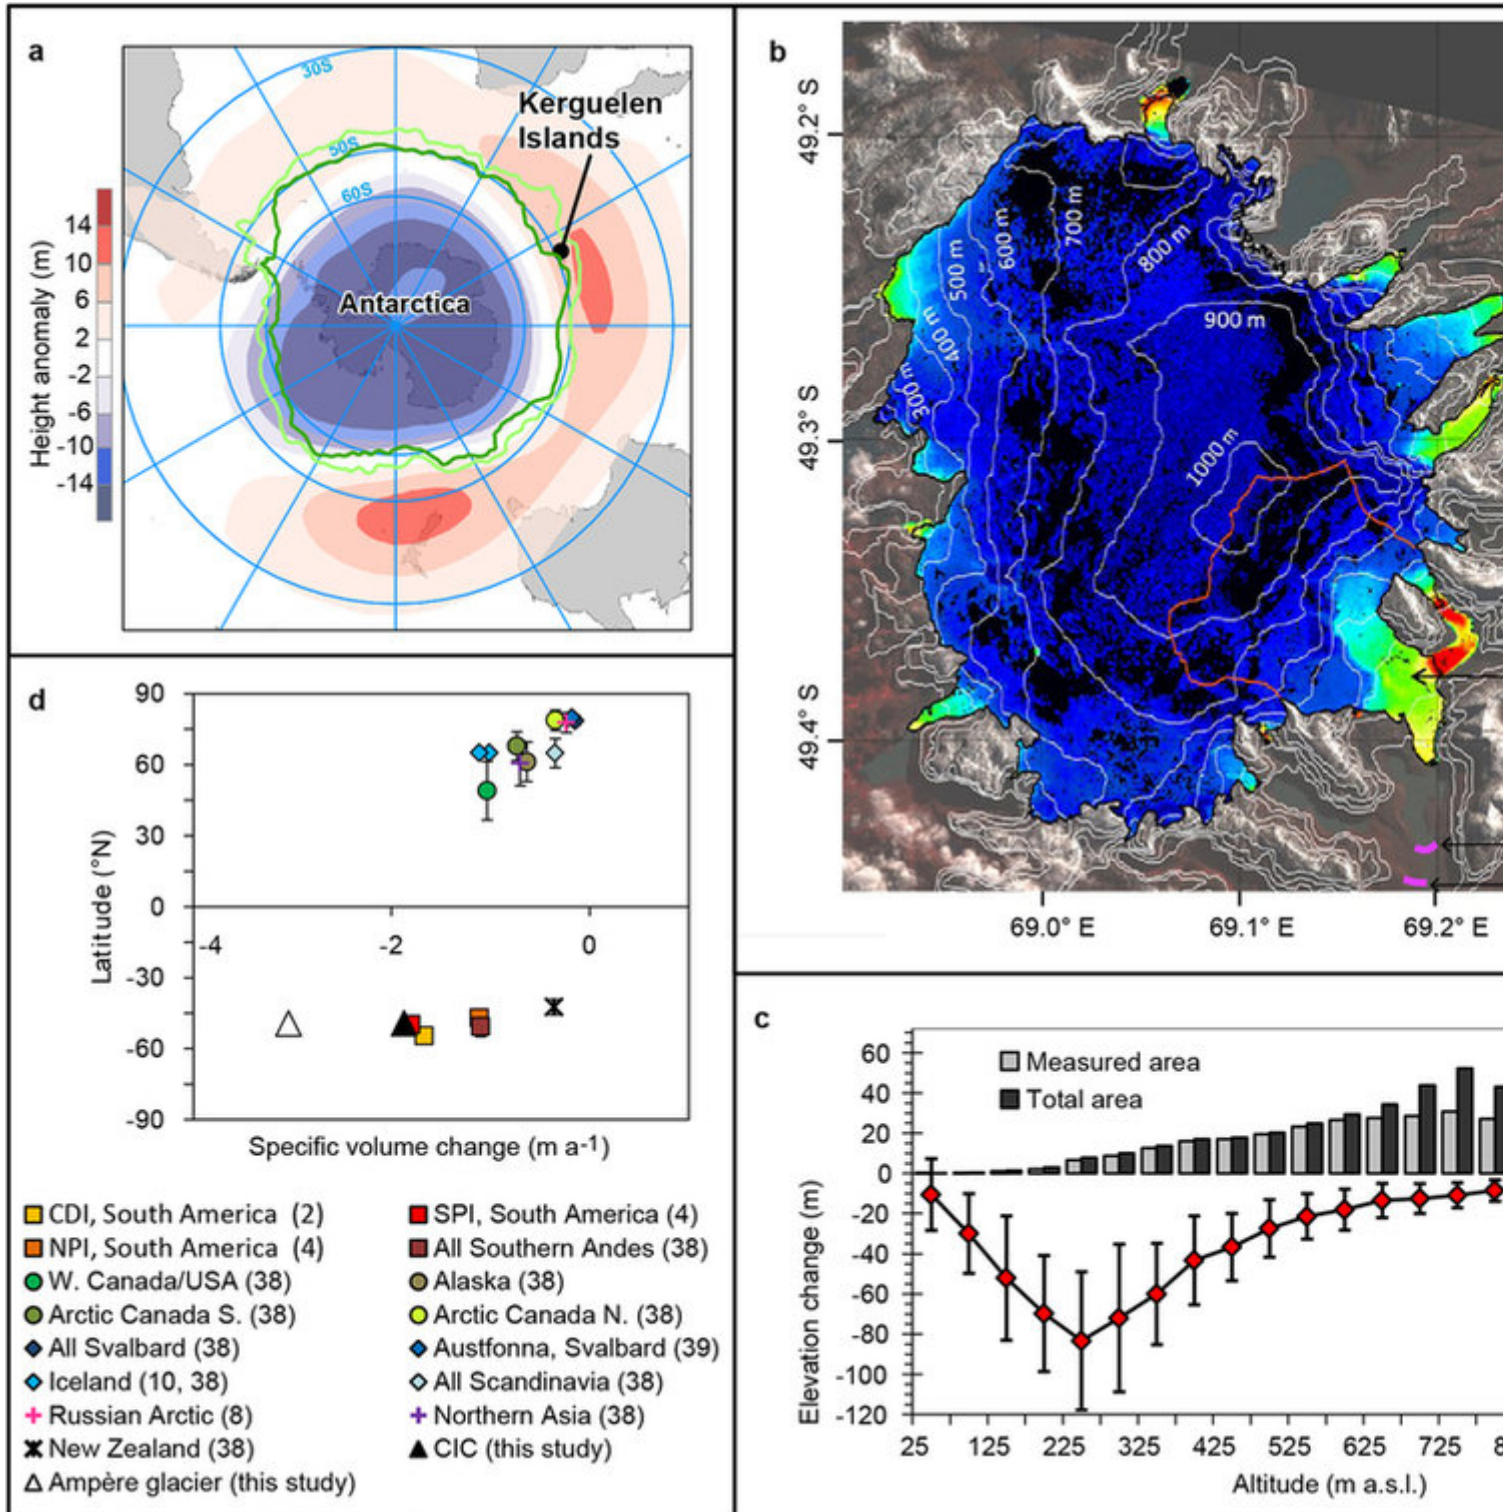 a
30S
Kerguelen
Islands
50S
60S
Antarctica
Height anomaly (m)
14
10
6
2
-2
-6
-10
-14
b
49.2° S
49.3° S
49.4° S
300 m
400 m
500 m
600 m
700 m
800 m
900 m
1000 m
69.0° E
69.1° E
69.2° E
d
90
60
30
0
-30
-60
-90
Latitude (°N)
-4
-2
0
Specific volume change (m a-1)
CDI, South America (2)
SPI, South America (4)
NPI, South America (4)
All Southern Andes (38)
W. Canada/USA (38)
Alaska (38)
Arctic Canada S. (38)
Arctic Canada N. (38)
All Svalbard (38)
Austfonna, Svalbard (39)
Iceland (10, 38)
All Scandinavia (38)
Russian Arctic (8)
Northern Asia (38)
New Zealand (38)
CIC (this study)
Ampère glacier (this study)
c
Measured area
Total area
60
40
20
0
-20
-40
-60
-80
-100
-120
Elevation change (m)
25
125
225
325
425
525
625
725
Altitude (m a.s.l.)